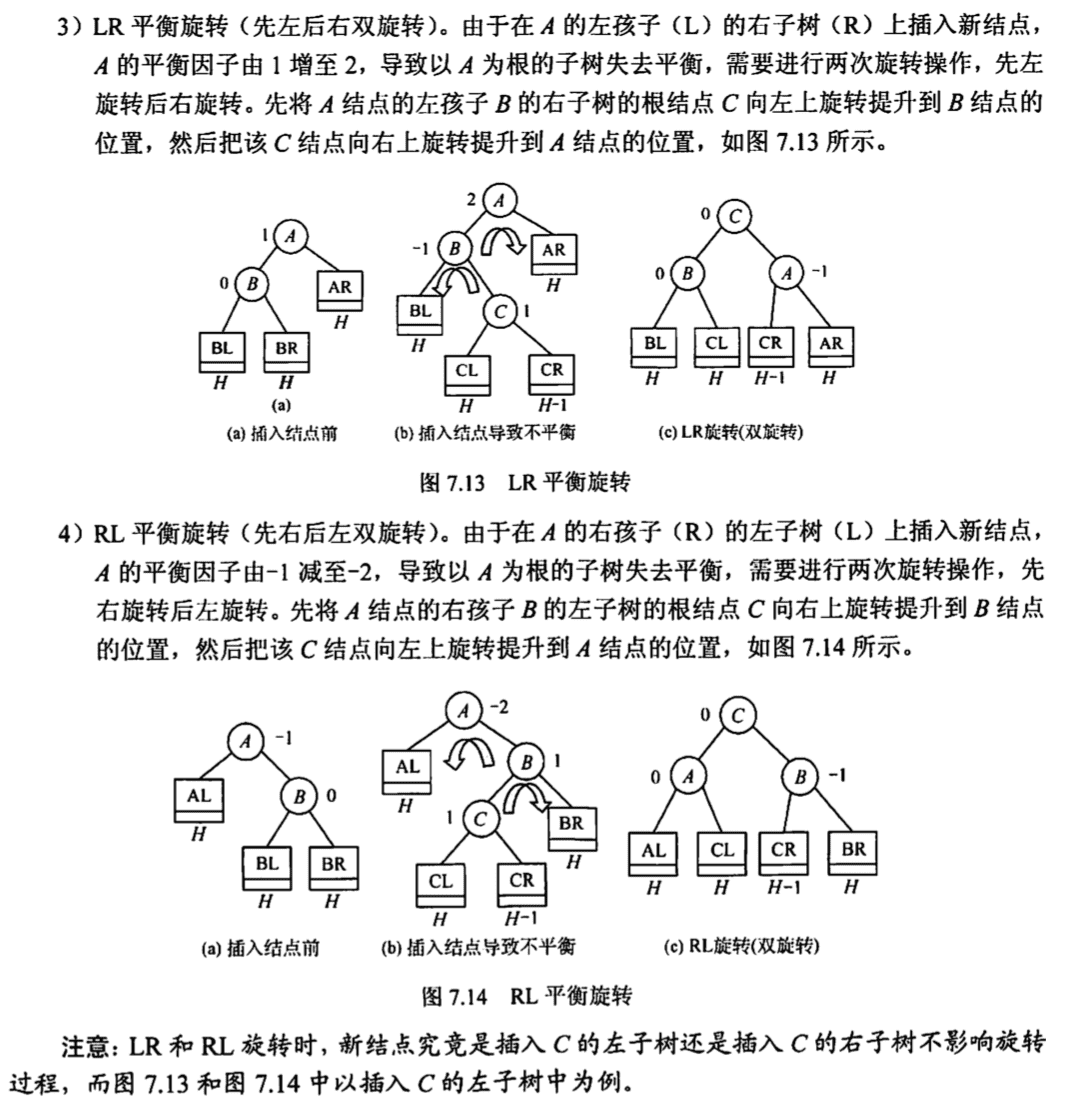 3）LR 平衡旋转（先左后右双旋转）。由于在 A 的左孩子（L）的右子树（R）上插入新结点，
A 的平衡因子由 1 增至 2，导致以 A 为根的子树失去平衡，需要进行两次旋转操作，先左
旋转后右旋转。先将 A 结点的左孩子 B 的右子树的根结点 C 向左上旋转提升到 B 结点的
位置，然后把该 C 结点向右上旋转提升到 A 结点的位置，如图 7.13 所示。
1 A
0 B
AR
H
BL BR
H H
(a)
(a) 插入结点前
2 A
-1 B
AR
H
BL
H
C 1
CL CR
H H-1
(b) 插入结点导致不平衡
0 C
0 B A -1
BL CL CR AR
H H H-1 H
(c) LR旋转(双旋转)
图 7.13 LR 平衡旋转
4）RL 平衡旋转（先右后左双旋转）。由于在 A 的右孩子（R）的左子树（L）上插入新结点，
A 的平衡因子由-1 减至-2，导致以 A 为根的子树失去平衡，需要进行两次旋转操作，先
右旋转后左旋转。先将 A 结点的右孩子 B 的左子树的根结点 C 向右上旋转提升到 B 结点
的位置，然后把该 C 结点向左上旋转提升到 A 结点的位置，如图 7.14 所示。
A -1
AL
H
B 0
BL BR
H H
(a) 插入结点前
A -2
AL
H
B 1
1 C
BR
H
CL CR
H H-1
(b) 插入结点导致不平衡
0 C
0 A B -1
AL CL CR BR
H H H-1 H
(c) RL旋转(双旋转)
图 7.14 RL 平衡旋转
注意：LR 和 RL 旋转时，新结点究竟是插入 C 的左子树还是插入 C 的右子树不影响旋转
过程，而图 7.13 和图 7.14 中以插入 C 的左子树中为例。